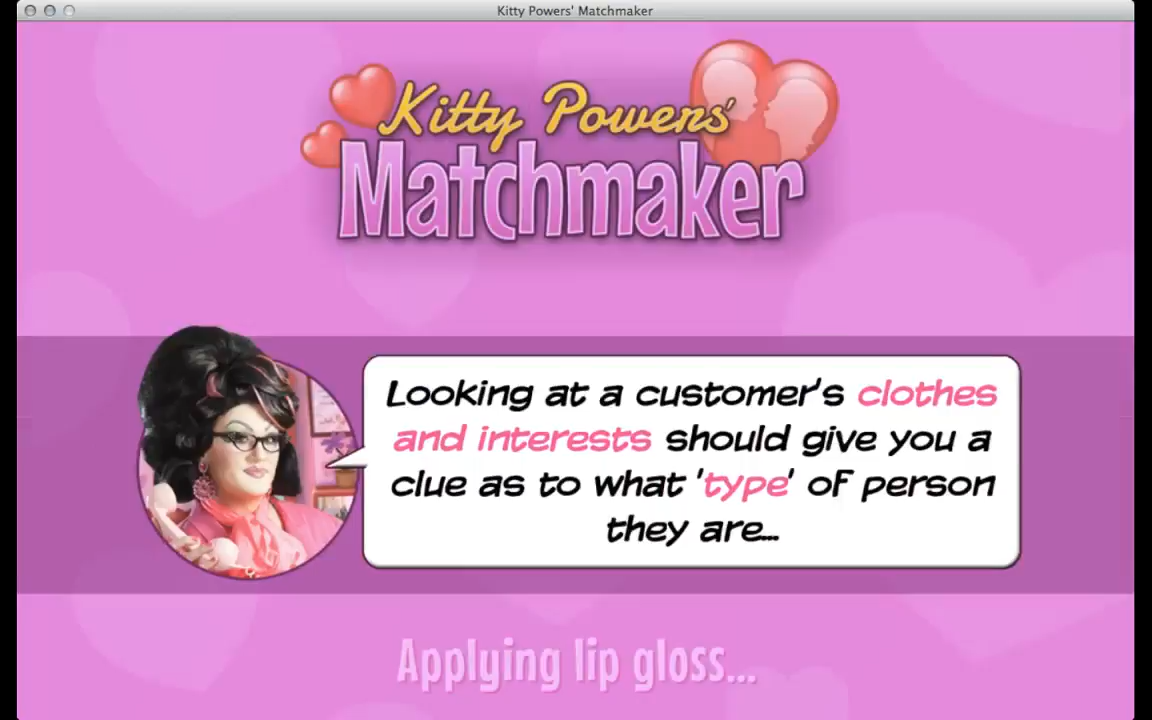 Kitty Powers' Matchmaker
Kitty Powers'
Matchmaker
Looking at a customer's clothes
and interests should give you a
clue as to what 'type' of person
they are...
Applying lip gloss...